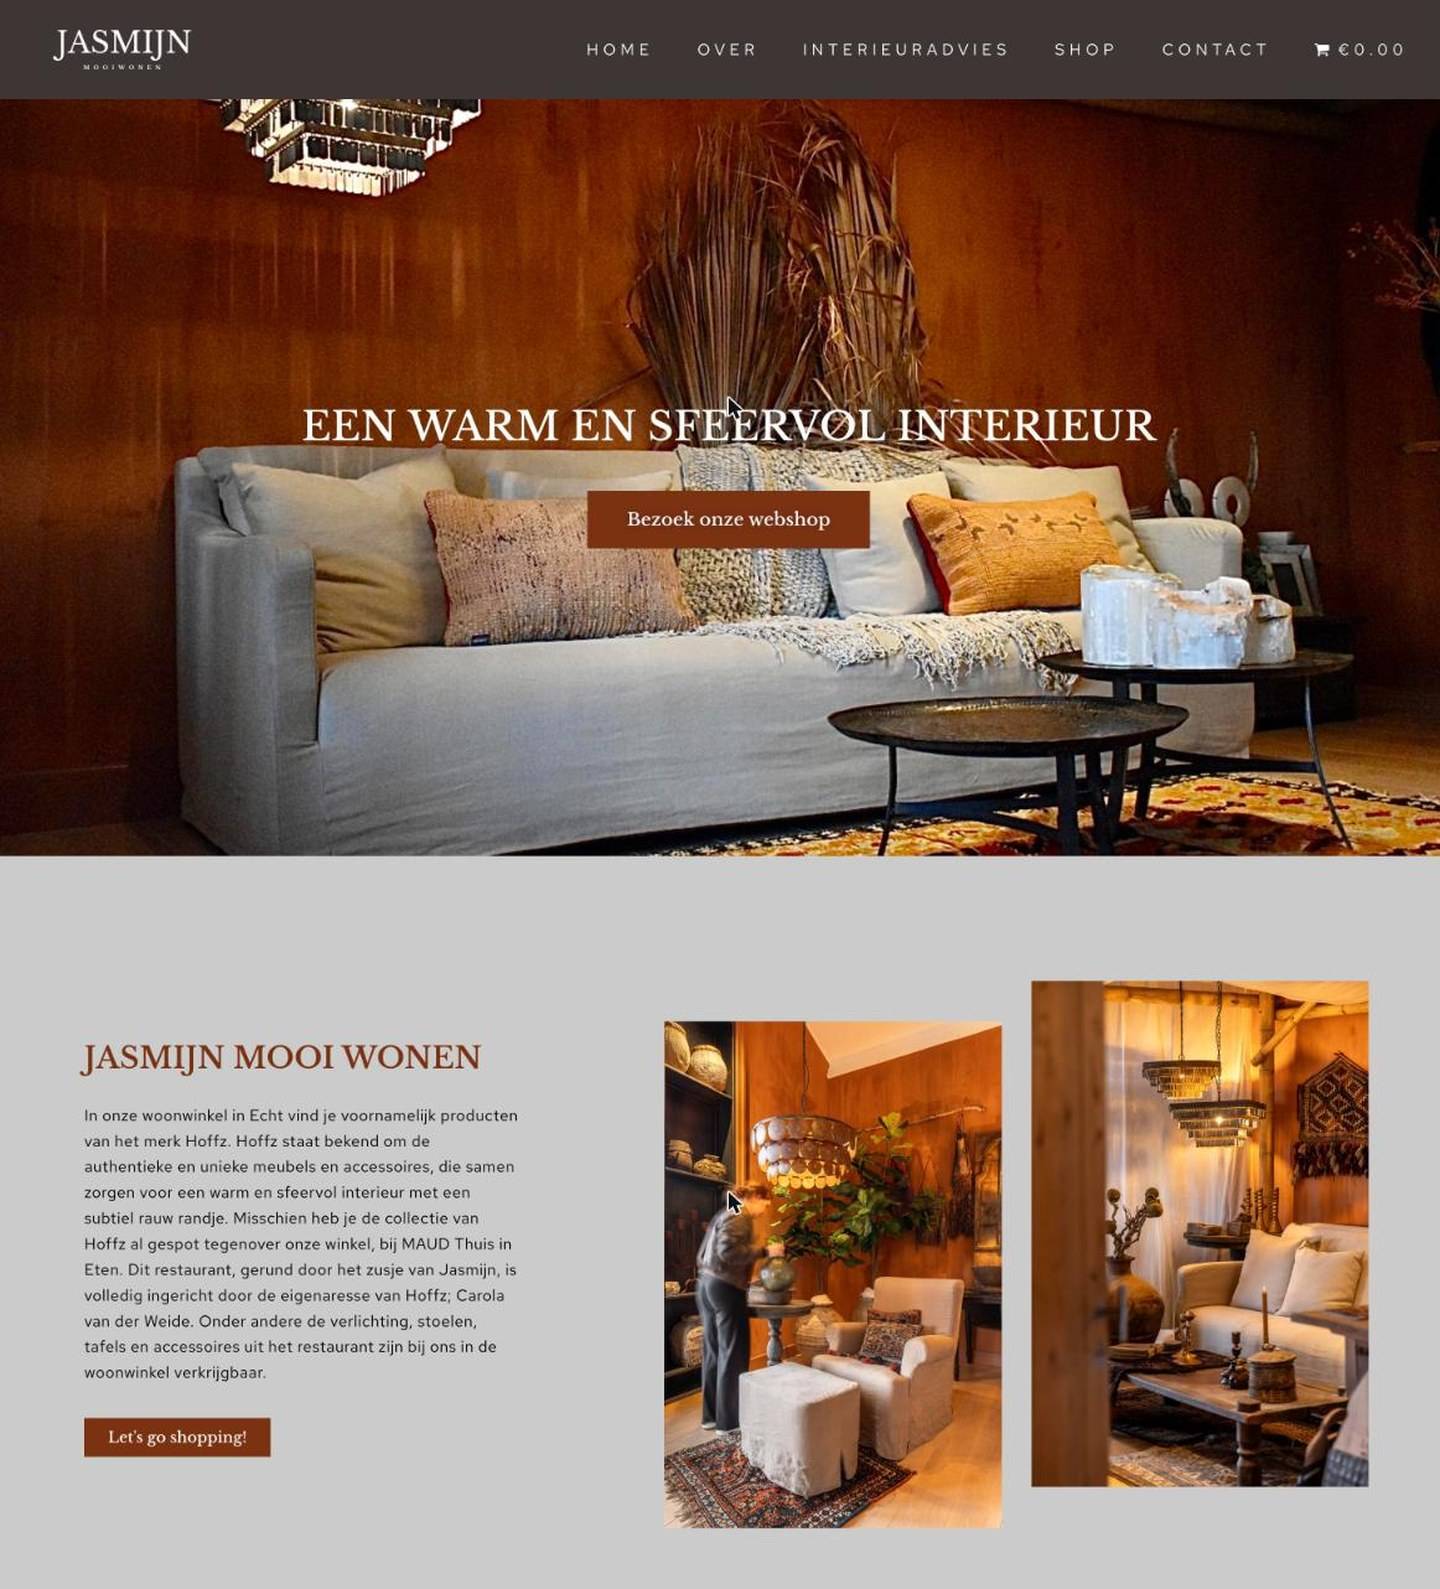 JASMIJN
MOOIWONEN
HOME OVER INTERIEURADVIES SHOP CONTACT €0.00
EEN WARM EN SFEERVOL INTERIEUR
Bezoek onze webshop
JASMIJN MOOI WONEN
In onze woonwinkel in Echt vind je voornamelijk producten
van het merk Hoffz. Hoffz staat bekend om de
authentieke en unieke meubels en accessoires, die samen
zorgen voor een warm en sfeervol interieur met een
subtiel rauw randje. Misschien heb je de collectie van
Hoffz al gespot tegenover onze winkel, bij MAUD Thuis in
Eten. Dit restaurant, gerund door het zusje van Jasmijn, is
volledig ingericht door de eigenaresse van Hoffz; Carola
van der Weide. Onder andere de verlichting, stoelen,
tafels en accessoires uit het restaurant zijn bij ons in de
woonwinkel verkrijgbaar.
Let's go shopping!